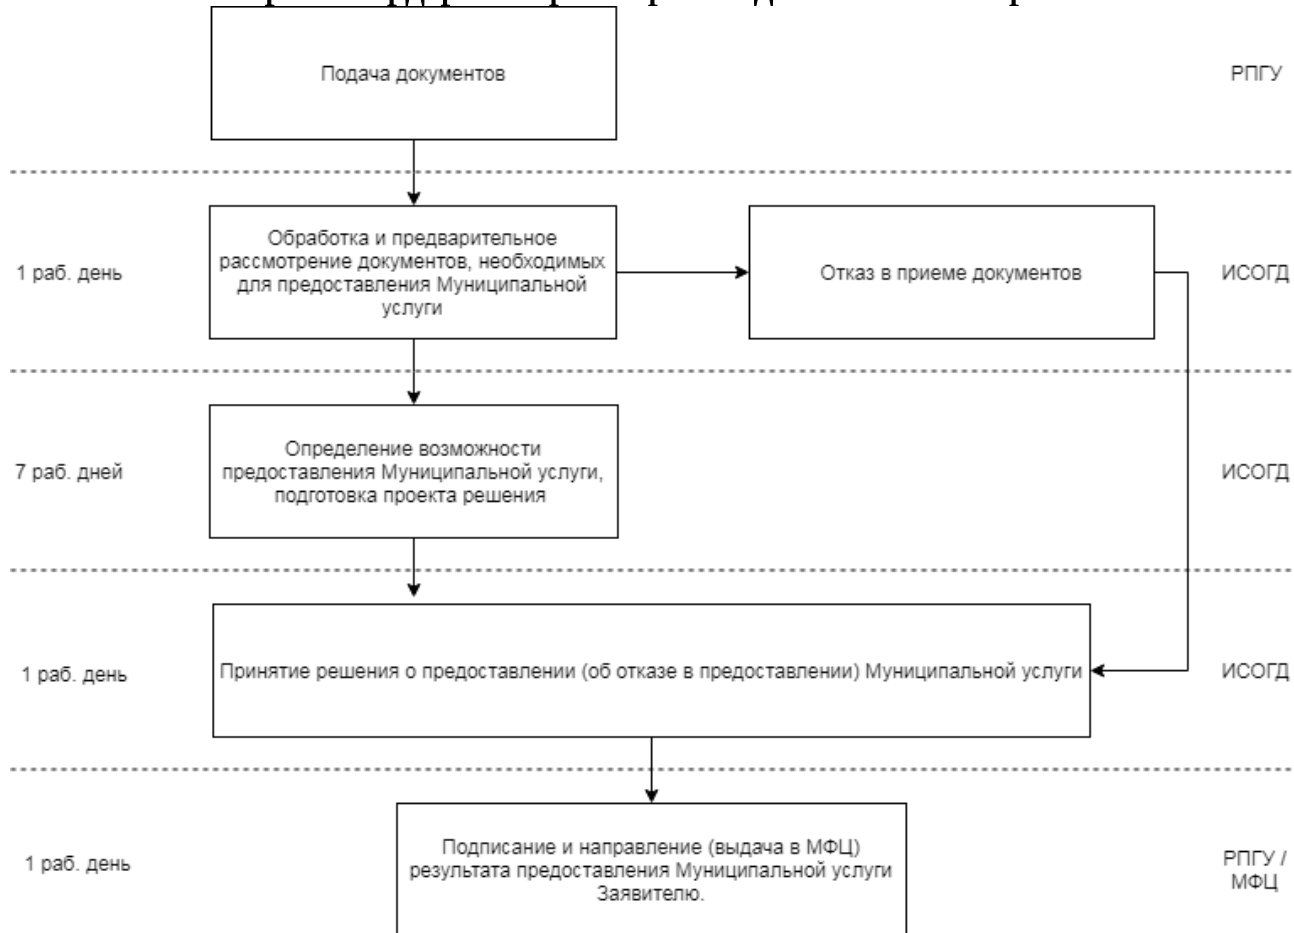 Подача документов
РПГУ
1 раб. день
Обработка и предварительное
рассмотрение документов, необходимых
для предоставления Муниципальной
услуги
Отказ в приеме документов
ИСОГД
7 раб. дней
Определение возможности
предоставления Муниципальной услуги,
подготовка проекта решения
ИСОГД
1 раб. день
Принятие решения о предоставлении (об отказе в предоставлении) Муниципальной услуги
ИСОГД
1 раб. день
Подписание и направление (выдача в МФЦ)
результата предоставления Муниципальной услуги
Заявителю.
РПГУ /
МФЦ